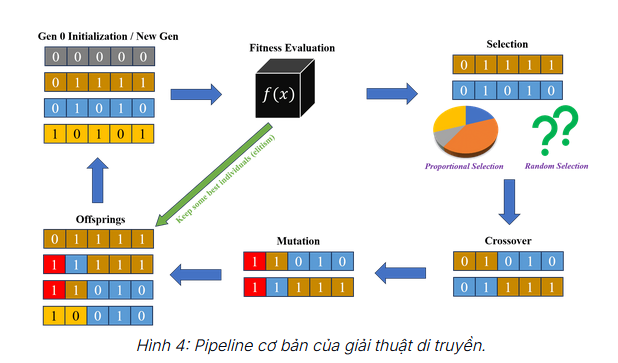 Gen 0 Initialization / New Gen
0 0 0 0 0
0 1 1 1 1
0 1 0 1 0
1 0 1 0 1
Fitness Evaluation
f(x)
Keep some best individuals (elitism)
Selection
0 1 1 1 1
0 1 0 1 0
Proportional Selection
??
Random Selection
Crossover
0 1 0 1 0
0 1 1 1 1
Mutation
1 1 0 1 0
1 1 1 1 1
Offsprings
0 1 1 1 1
1 1 1 1 1
1 1 0 1 0
1 0 0 1 0
Hình 4: Pipeline cơ bản của giải thuật di truyền.